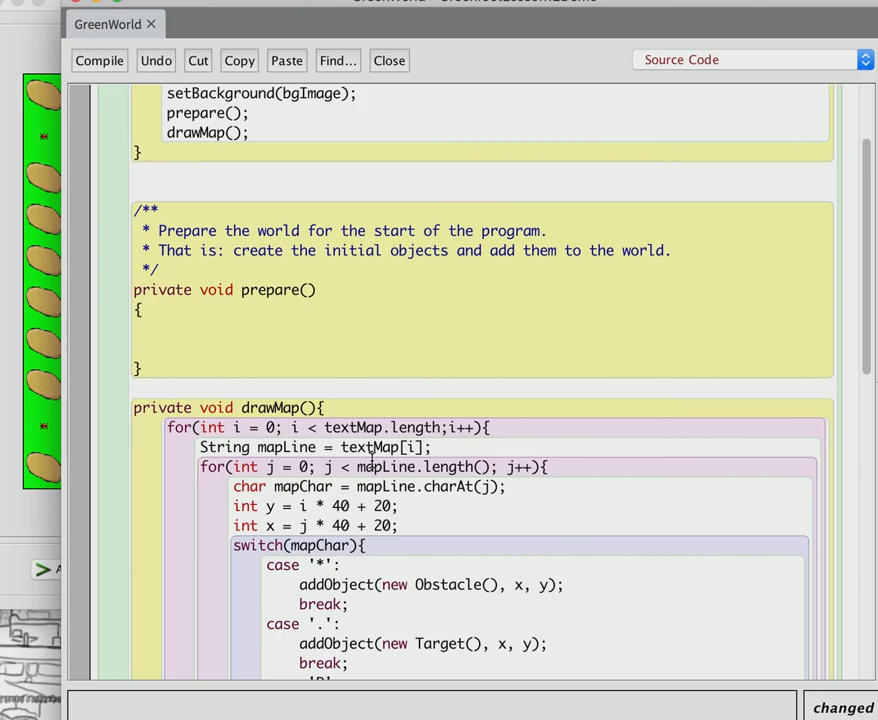 GreenWorld
Compile
Undo
Cut
Copy
Paste
Find...
Close
Source Code
setBackground(bgImage);
prepare();
drawMap();
}
/**
* Prepare the world for the start of the program.
* That is: create the initial objects and add them to the world.
*/
private void prepare()
{
}
private void drawMap(){
for(int i = 0; i < textMap.length;i++){
String mapLine = textMap[i];
for(int j = 0; j < mapLine.length(); j++){
char mapChar = mapLine.charAt(j);
int y = i * 40 + 20;
int x = j * 40 + 20;
switch(mapChar){
case '*':
addObject(new Obstacle(), x, y);
break;
case '.':
addObject(new Target(), x, y);
break;
changed